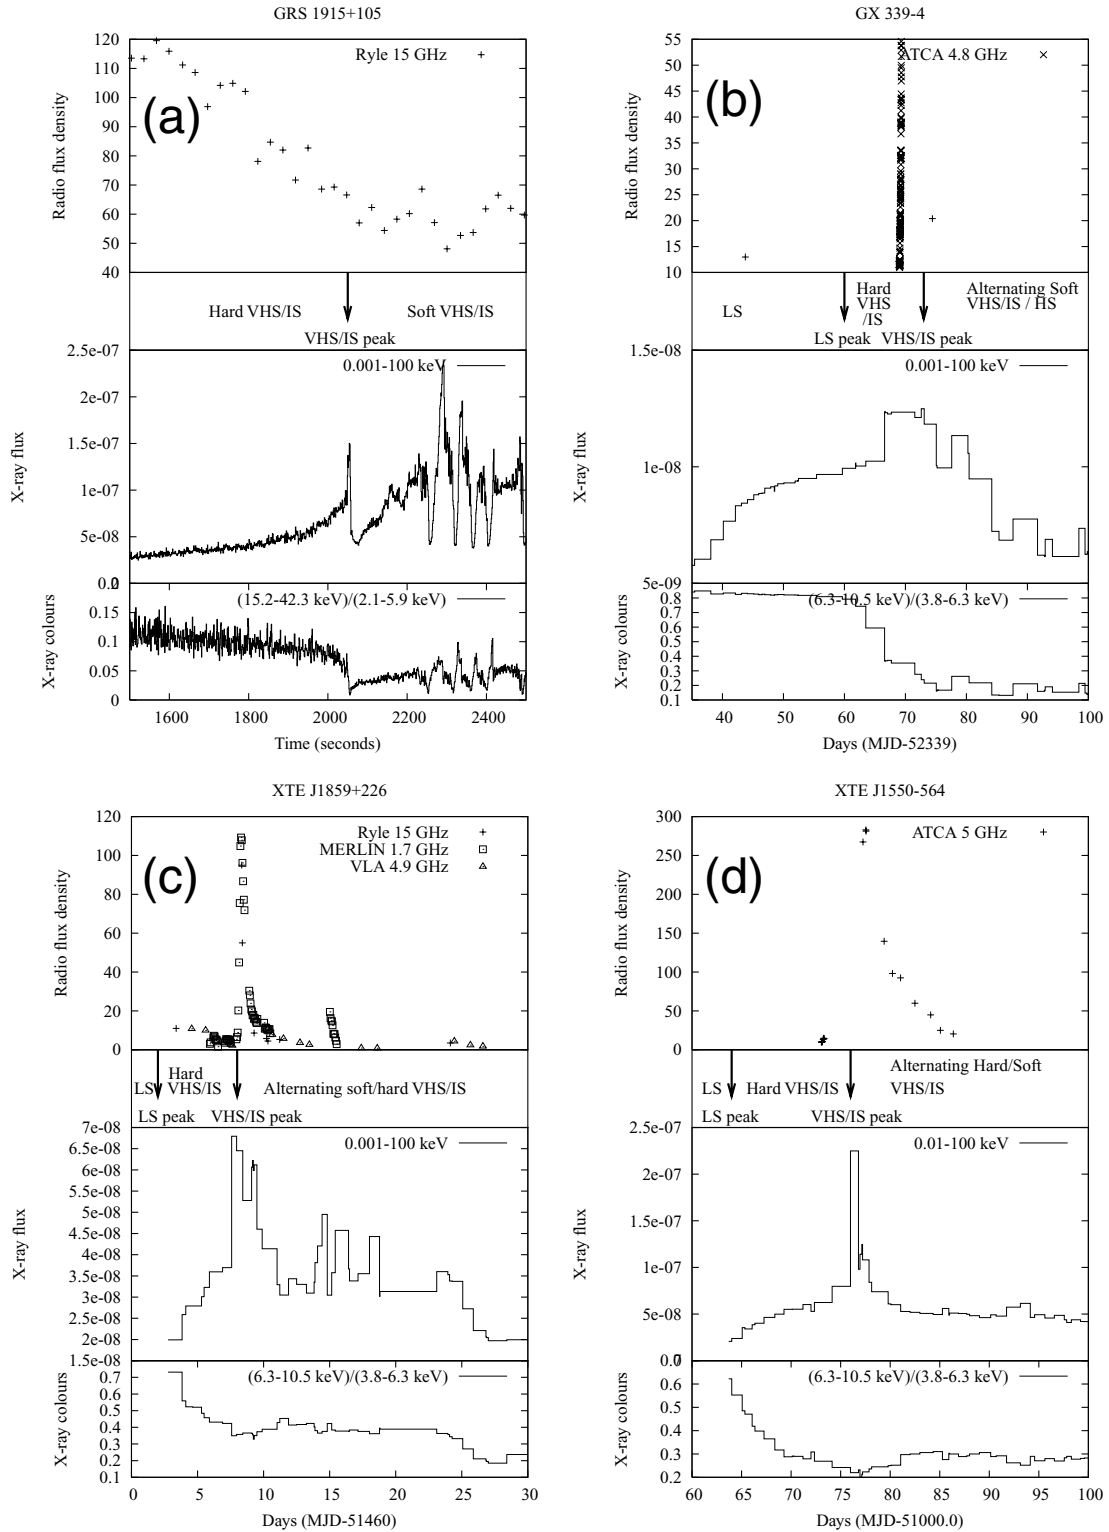 GRS 1915+105
120
110
100
90
80
70
60
50
40
Radio flux density
Ryle 15 GHz
(a)
Hard VHS/IS
Soft VHS/IS
VHS/IS peak
2.5e-07
2e-07
1.5e-07
1e-07
5e-08
0
X-ray flux
0.001-100 keV
0.2
0.15
0.1
0.05
0
X-ray colours
(15.2-42.3 keV)/(2.1-5.9 keV)
1600 1800 2000 2200 2400
Time (seconds)
GX 339-4
55
50
45
40
35
30
25
20
15
10
Radio flux density
ATCA 4.8 GHz
(b)
LS
Hard
VHS
/IS
Alternating Soft
VHS/IS / HS
LS peak VHS/IS peak
1.5e-08
1e-08
5e-09
X-ray flux
0.001-100 keV
0.8
0.7
0.6
0.5
0.4
0.3
0.2
0.1
X-ray colours
(6.3-10.5 keV)/(3.8-6.3 keV)
40 50 60 70 80 90 100
Days (MJD-52339)
XTE J1859+226
120
100
80
60
40
20
0
Radio flux density
Ryle 15 GHz
MERLIN 1.7 GHz
VLA 4.9 GHz
(c)
Hard
LS VHS/IS
Alternating soft/hard VHS/IS
LS peak VHS/IS peak
7e-08
6.5e-08
6e-08
5.5e-08
5e-08
4.5e-08
4e-08
3.5e-08
3e-08
2.5e-08
2e-08
1.5e-08
X-ray flux
0.001-100 keV
0.7
0.6
0.5
0.4
0.3
0.2
0.1
X-ray colours
(6.3-10.5 keV)/(3.8-6.3 keV)
0 5 10 15 20 25 30
Days (MJD-51460)
XTE J1550-564
300
250
200
150
100
50
0
Radio flux density
ATCA 5 GHz
(d)
LS Hard VHS/IS
Alternating Hard/Soft
VHS/IS
LS peak
VHS/IS peak
2.5e-07
2e-07
1.5e-07
1e-07
5e-08
0
X-ray flux
0.01-100 keV
0.7
0.6
0.5
0.4
0.3
0.2
X-ray colours
(6.3-10.5 keV)/(3.8-6.3 keV)
60 65 70 75 80 85 90 95 100
Days (MJD-51000.0)